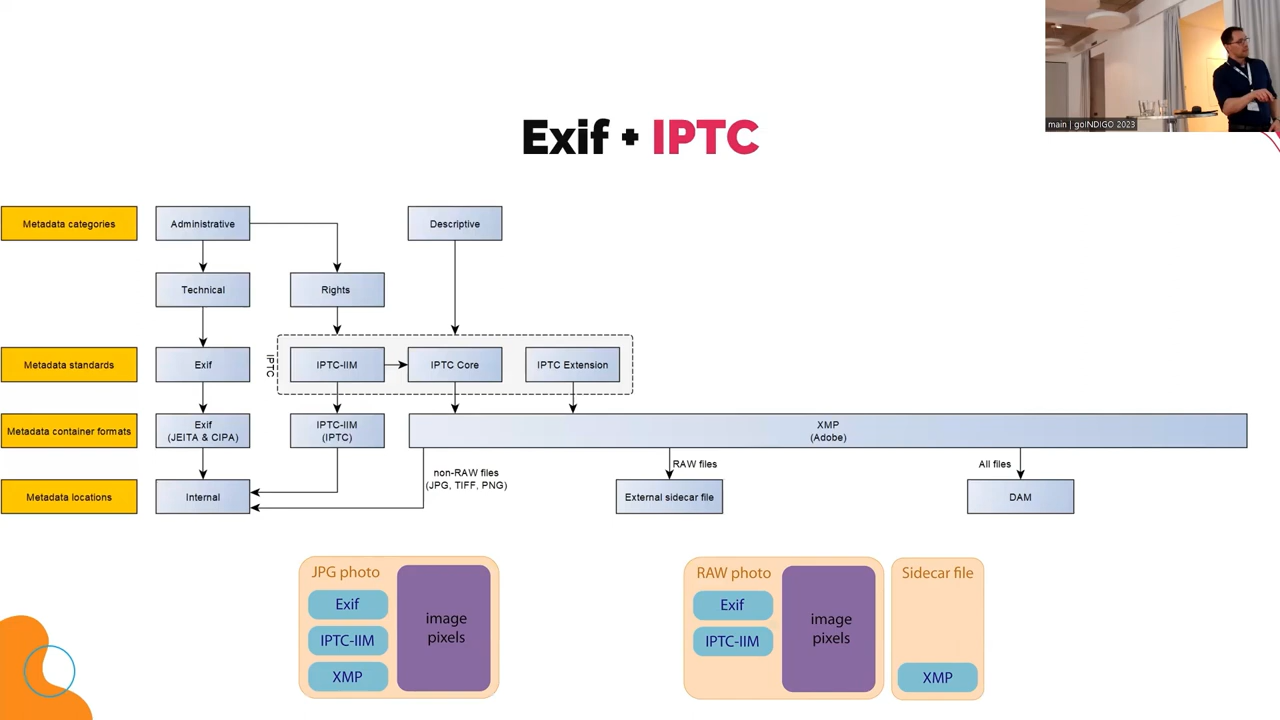 main | goINDIGO 2023
Exif + IPTC
Metadata categories
Administrative
Descriptive
Technical
Rights
Metadata standards
Exif
IPTC
IPTC-IIM
IPTC Core
IPTC Extension
Metadata container formats
Exif
(JEITA & CIPA)
IPTC-IIM
(IPTC)
XMP
(Adobe)
non-RAW files
(JPG, TIFF, PNG)
RAW files
All files
Metadata locations
Internal
External sidecar file
DAM
JPG photo
Exif
IPTC-IIM
XMP
image
pixels
RAW photo
Exif
IPTC-IIM
image
pixels
Sidecar file
XMP